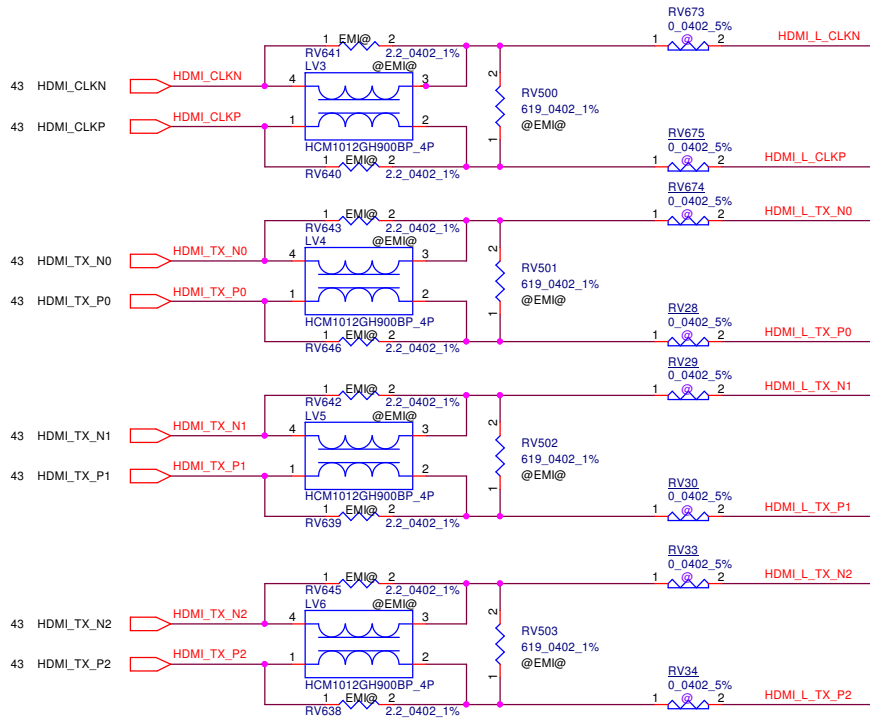 RV673
0_0402_5%
1 @ 2 HDMI_L_CLKN
1 EMI@ 2
RV641 2.2_0402_1%
LV3 @EMI@
43 HDMI_CLKN HDMI_CLKN 4 3
2
RV500
619_0402_1%
@EMI@
1
43 HDMI_CLKP HDMI_CLKP 1 2
HCM1012GH900BP_4P
1 EMI@ 2
RV640 2.2_0402_1%
RV675
0_0402_5%
1 @ 2 HDMI_L_CLKP
RV674
0_0402_5%
1 @ 2 HDMI_L_TX_N0
1 EMI@ 2
RV643 2.2_0402_1%
LV4 @EMI@
43 HDMI_TX_N0 HDMI_TX_N0 4 3
2
RV501
619_0402_1%
@EMI@
1
43 HDMI_TX_P0 HDMI_TX_P0 1 2
HCM1012GH900BP_4P
1 EMI@ 2
RV646 2.2_0402_1%
RV28
0_0402_5%
1 @ 2 HDMI_L_TX_P0
RV29
0_0402_5%
1 @ 2 HDMI_L_TX_N1
1 EMI@ 2
RV642 2.2_0402_1%
LV5 @EMI@
43 HDMI_TX_N1 HDMI_TX_N1 4 3
2
RV502
619_0402_1%
@EMI@
1
43 HDMI_TX_P1 HDMI_TX_P1 1 2
HCM1012GH900BP_4P
1 EMI@ 2
RV639 2.2_0402_1%
RV30
0_0402_5%
1 @ 2 HDMI_L_TX_P1
RV33
0_0402_5%
1 @ 2 HDMI_L_TX_N2
1 EMI@ 2
RV645 2.2_0402_1%
LV6 @EMI@
43 HDMI_TX_N2 HDMI_TX_N2 4 3
2
RV503
619_0402_1%
@EMI@
1
43 HDMI_TX_P2 HDMI_TX_P2 1 2
HCM1012GH900BP_4P
1 EMI@ 2
RV638 2.2_0402_1%
RV34
0_0402_5%
1 @ 2 HDMI_L_TX_P2